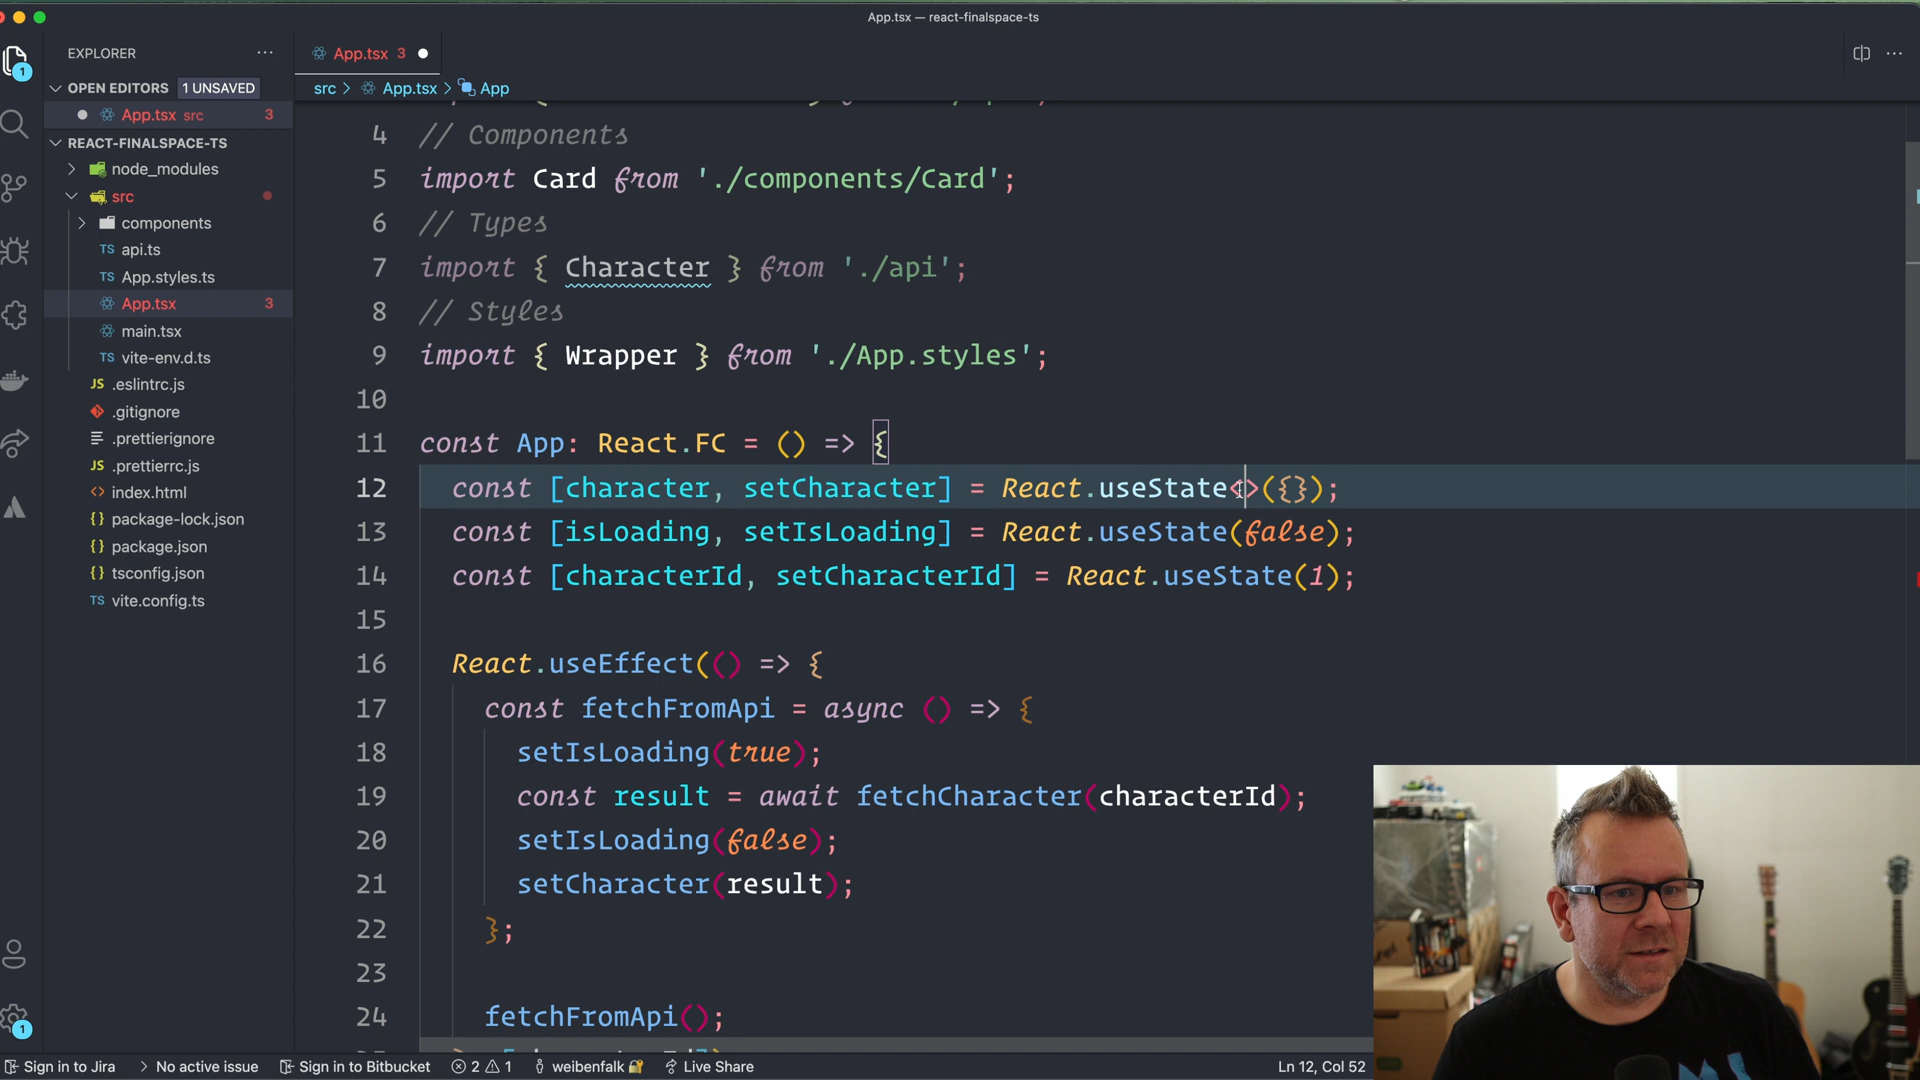 App.tsx — react-finalspace-ts
EXPLORER
App.tsx 3
OPEN EDITORS 1 UNSAVED
src > App.tsx > App
App.tsx src 3
REACT-FINALSPACE-TS
node_modules
src
components
api.ts
App.styles.ts
App.tsx 3
main.tsx
vite-env.d.ts
.eslintrc.js
.gitignore
.prettierignore
.prettierrc.js
index.html
package-lock.json
package.json
tsconfig.json
vite.config.ts
4 // Components
5 import Card from './components/Card';
6 // Types
7 import { Character } from './api';
8 // Styles
9 import { Wrapper } from './App.styles';
10
11 const App: React.FC = () => {
12 const [character, setCharacter] = React.useState<>({});
13 const [isLoading, setIsLoading] = React.useState(false);
14 const [characterId, setCharacterId] = React.useState(1);
15
16 React.useEffect(() => {
17 const fetchFromApi = async () => {
18 setIsLoading(true);
19 const result = await fetchCharacter(characterId);
20 setIsLoading(false);
21 setCharacter(result);
22 };
23
24 fetchFromApi();
Sign in to Jira > No active issue Sign in to Bitbucket 2 1 weibenfalk Live Share Ln 12, Col 52